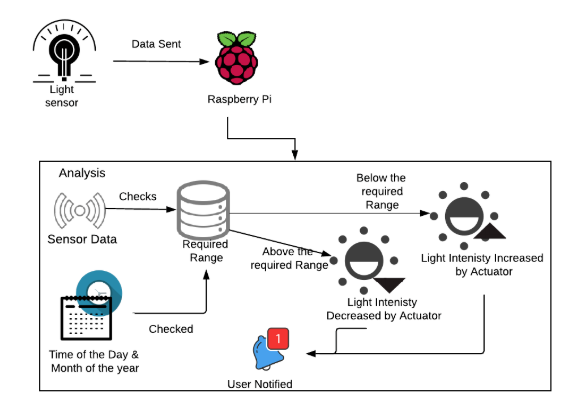 Data Sent
Light
sensor
Raspberry Pi
Analysis
Checks
Sensor Data
Required
Range
Below the
required
Range
Above the
required Range
Light Intenisty Increased
by Actuator
Light Intenisty
Decreased by Actuator
Checked
Time of the Day &
Month of the year
1
User Notified